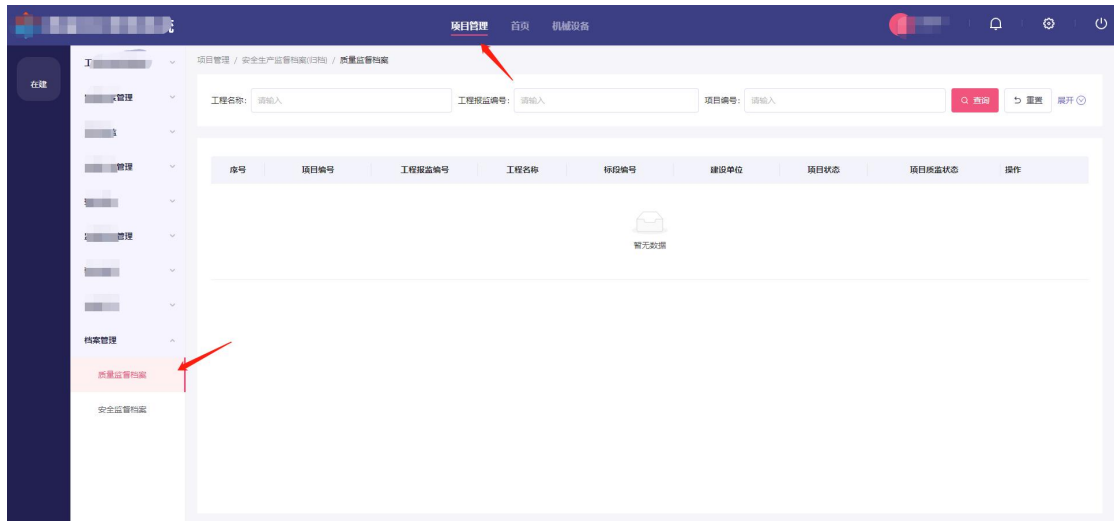 统 项目管理 首页 机械设备
在建
项目管理 / 安全生产监督档案(归档) / 质量监督档案
工程名称: 请输入 工程报监编号: 请输入 项目编号: 请输入 查询 重置 展开
管理
管理
管理
序号 项目编号 工程报监编号 工程名称 标段编号 建设单位 项目状态 项目质监状态 操作
暂无数据
档案管理
质量监督档案
安全监督档案